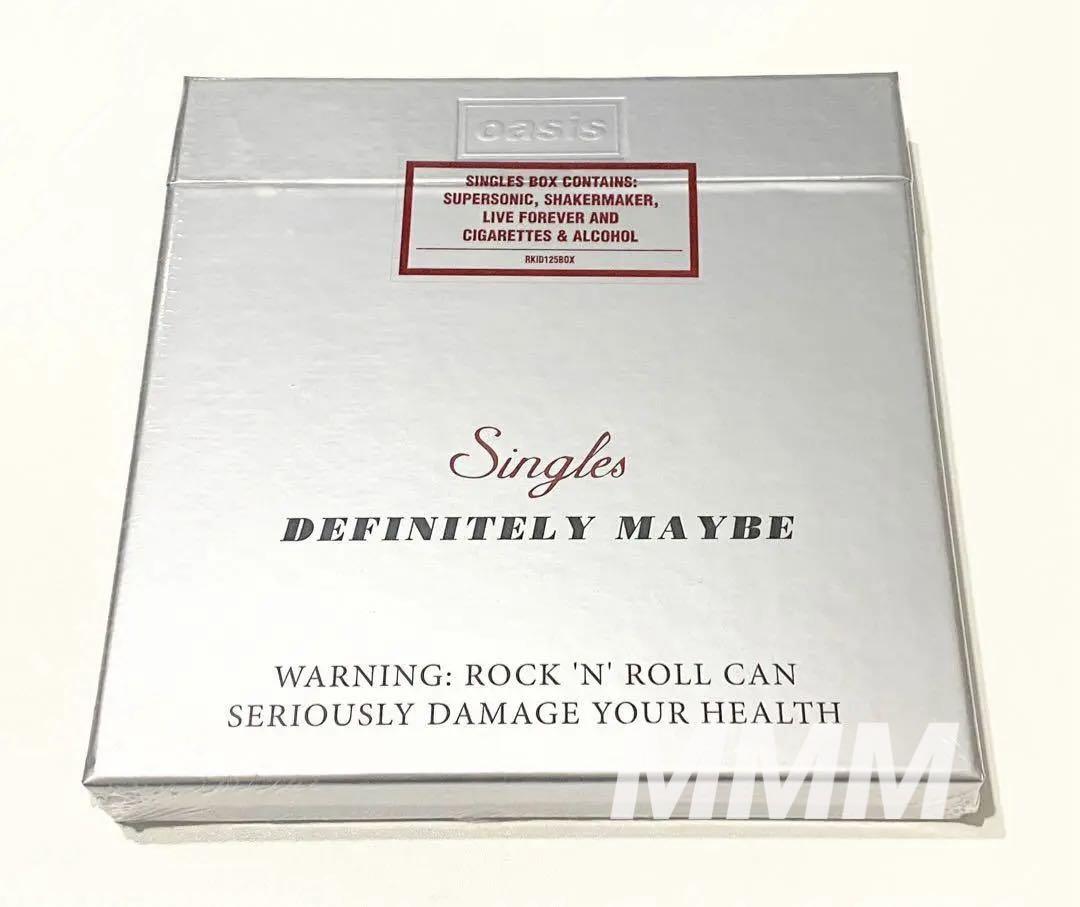 oasis
SINGLES BOX CONTAINS:
SUPERSONIC, SHAKERMAKER,
LIVE FOREVER AND
CIGARETTES & ALCOHOL
RKID125BOX
Singles
DEFINITELY MAYBE
WARNING: ROCK 'N' ROLL CAN
SERIOUSLY DAMAGE YOUR HEALTH
MMM